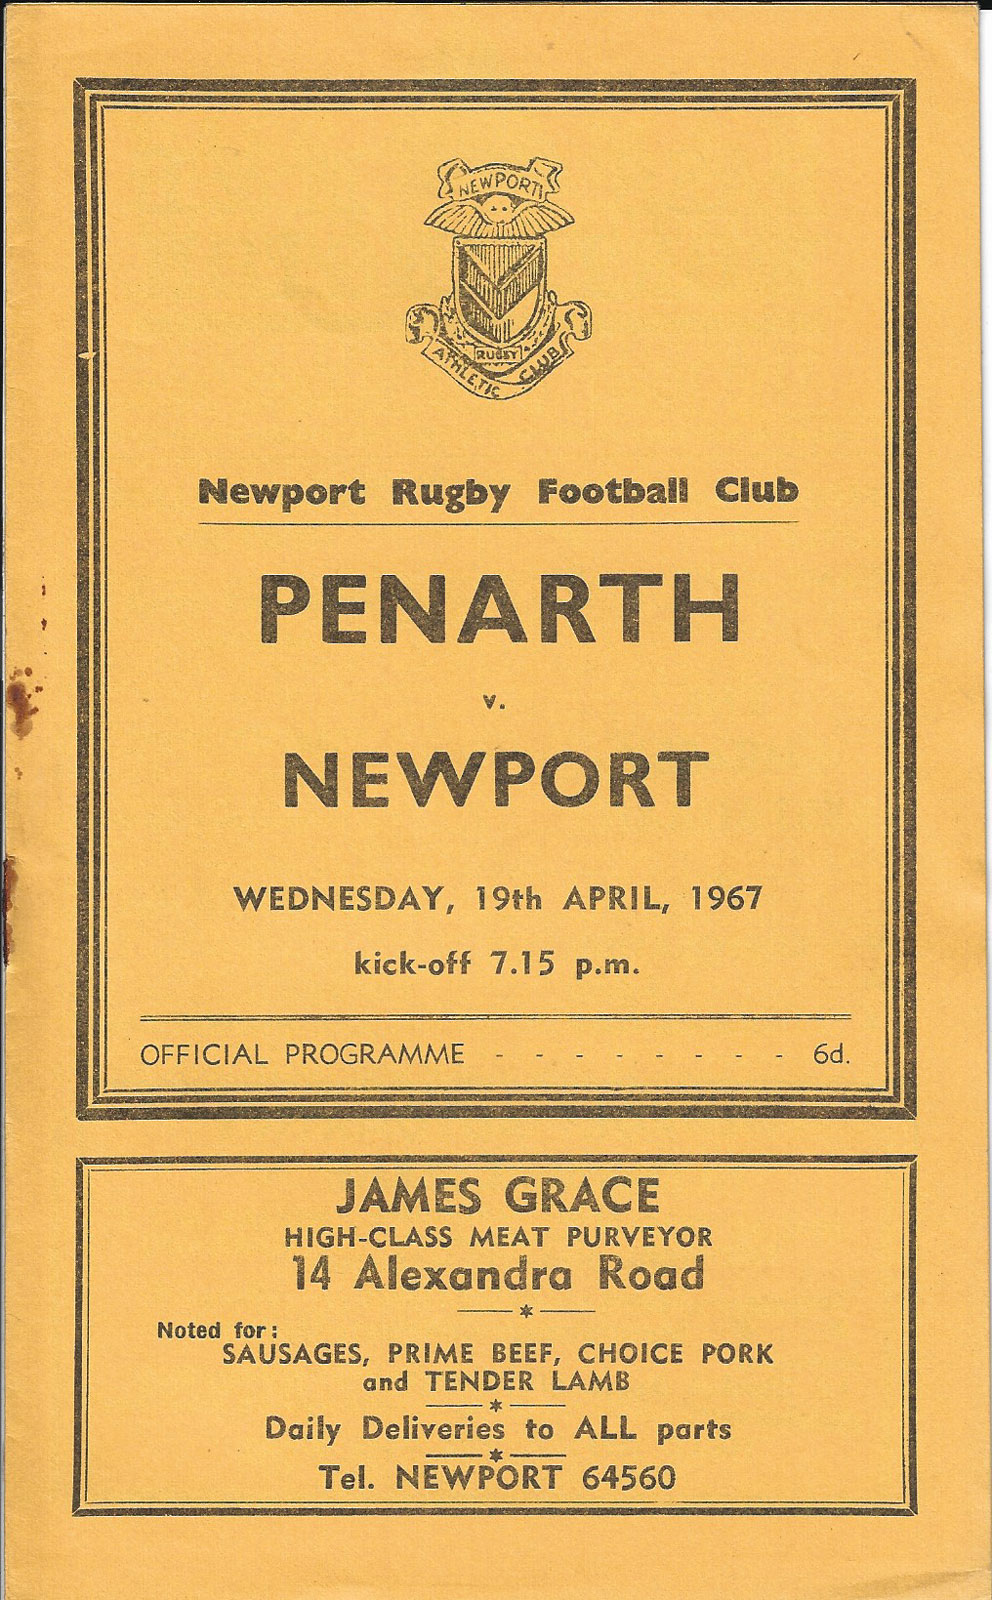 NEWPORT
RUGBY
ATHLETIC CLUB
Newport Rugby Football Club
PENARTH
v.
NEWPORT
WEDNESDAY, 19th APRIL, 1967
kick-off 7.15 p.m.
OFFICIAL PROGRAMME - - - - - - - - 6d.
JAMES GRACE
HIGH-CLASS MEAT PURVEYOR
14 Alexandra Road
Noted for:
SAUSAGES, PRIME BEEF, CHOICE PORK
and TENDER LAMB
Daily Deliveries to ALL parts
Tel. NEWPORT 64560